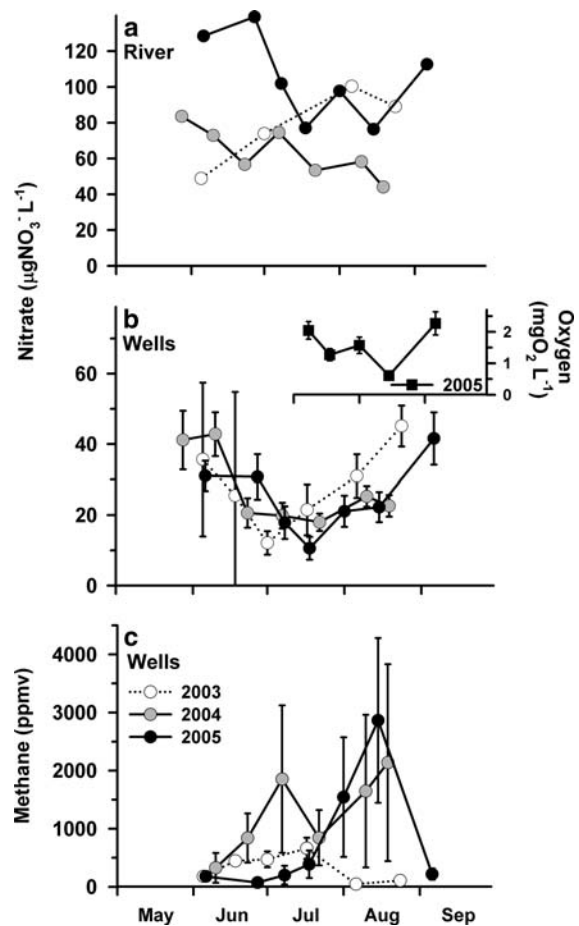 a
River
120
100
80
60
40
20
0
Nitrate (µgNO3⁻ L⁻¹)
b
Wells
60
40
20
0
2
1
0
Oxygen
(mgO2 L⁻¹)
2005
c
Wells
2003
2004
2005
4000
3000
2000
1000
0
Methane (ppmv)
May Jun Jul Aug Sep